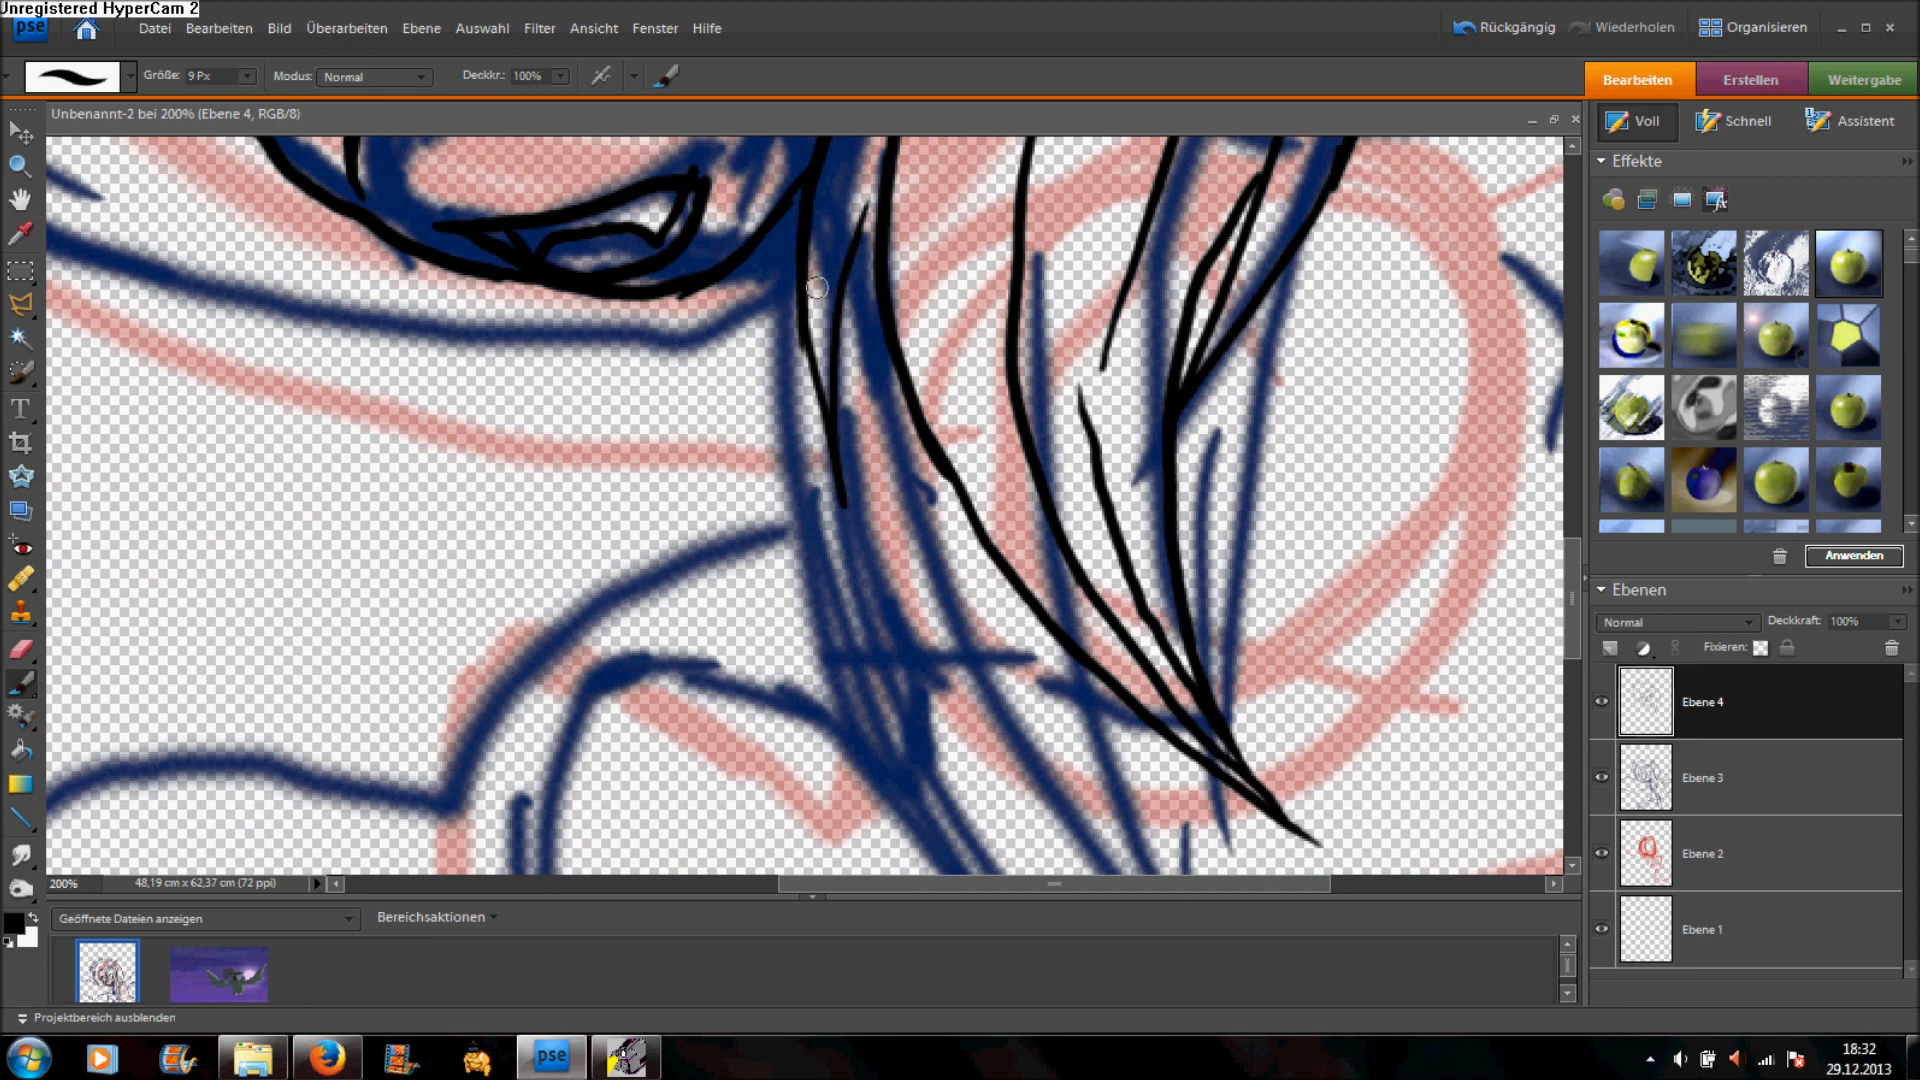 Unregistered HyperCam 2
pse
Datei Bearbeiten Bild Überarbeiten Ebene Auswahl Filter Ansicht Fenster Hilfe
Rückgängig Wiederholen Organisieren
Größe: 9 Px Modus: Normal Deckkr.: 100%
Bearbeiten Erstellen Weitergabe
Unbenannt-2 bei 200% (Ebene 4, RGB/8)
Voll Schnell Assistent
Effekte
Anwenden
Ebenen
Normal Deckkraft: 100%
Fixieren:
Ebene 4
Ebene 3
Ebene 2
Ebene 1
200% 48,19 cm x 62,37 cm (72 ppi)
Geöffnete Dateien anzeigen Bereichsaktionen
Projektbereich ausblenden
pse
18:32
29.12.2013